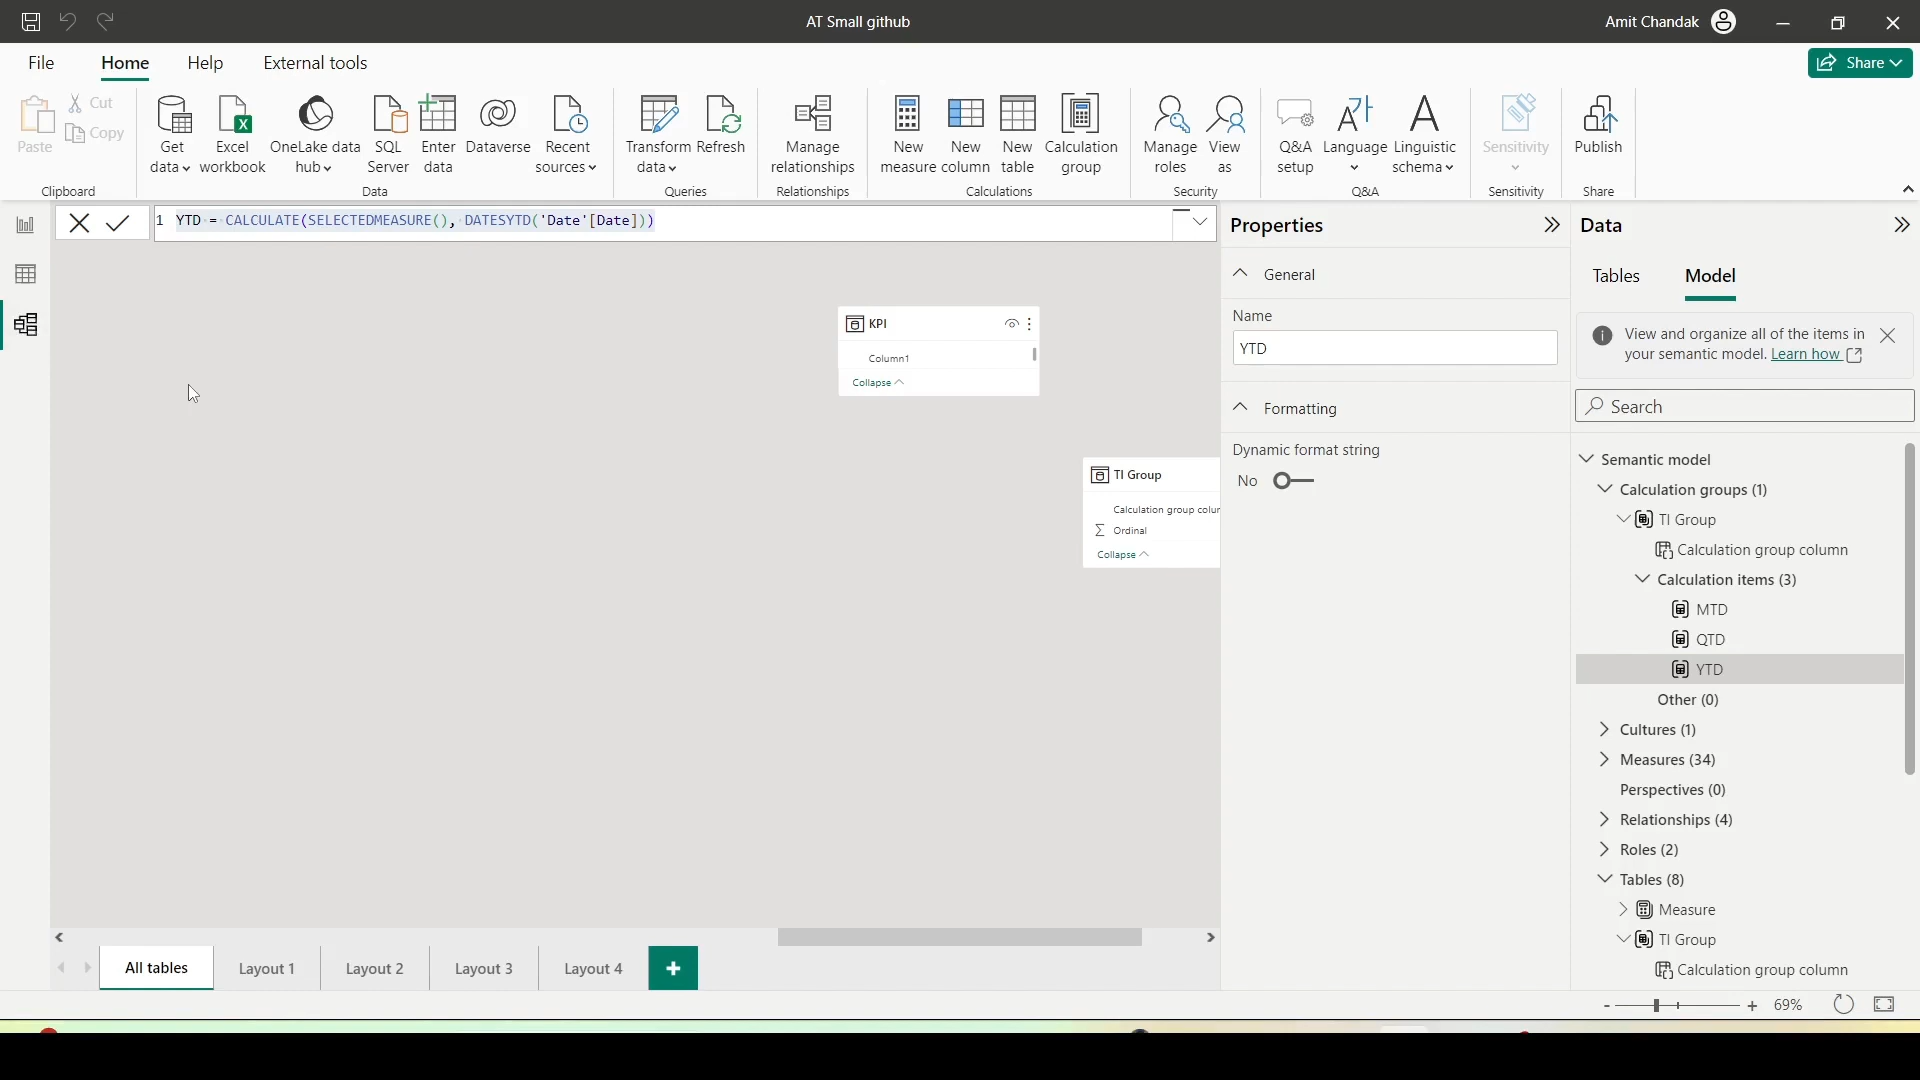 AT Small github
Amit Chandak
File
Home
Help
External tools
Share
Paste
Cut
Copy
Clipboard
Get
data
Excel
workbook
OneLake data
hub
SQL
Server
Enter
data
Dataverse
Recent
sources
Data
Transform
data
Refresh
Queries
Manage
relationships
Relationships
New
measure
New
column
New
table
Calculation
group
Calculations
Manage
roles
View
as
Security
Q&A
setup
Language
Linguistic
schema
Q&A
Sensitivity
Sensitivity
Publish
Share
1 YTD = CALCULATE(SELECTEDMEASURE(), DATESYTD('Date'[Date]))
KPI
Column1
Collapse
TI Group
Calculation group colum
Ordinal
Collapse
Properties
General
Name
YTD
Formatting
Dynamic format string
No
Data
Tables
Model
View and organize all of the items in
your semantic model. Learn how
Search
Semantic model
Calculation groups (1)
TI Group
Calculation group column
Calculation items (3)
MTD
QTD
YTD
Other (0)
Cultures (1)
Measures (34)
Perspectives (0)
Relationships (4)
Roles (2)
Tables (8)
Measure
TI Group
Calculation group column
All tables
Layout 1
Layout 2
Layout 3
Layout 4
+
- + 69%